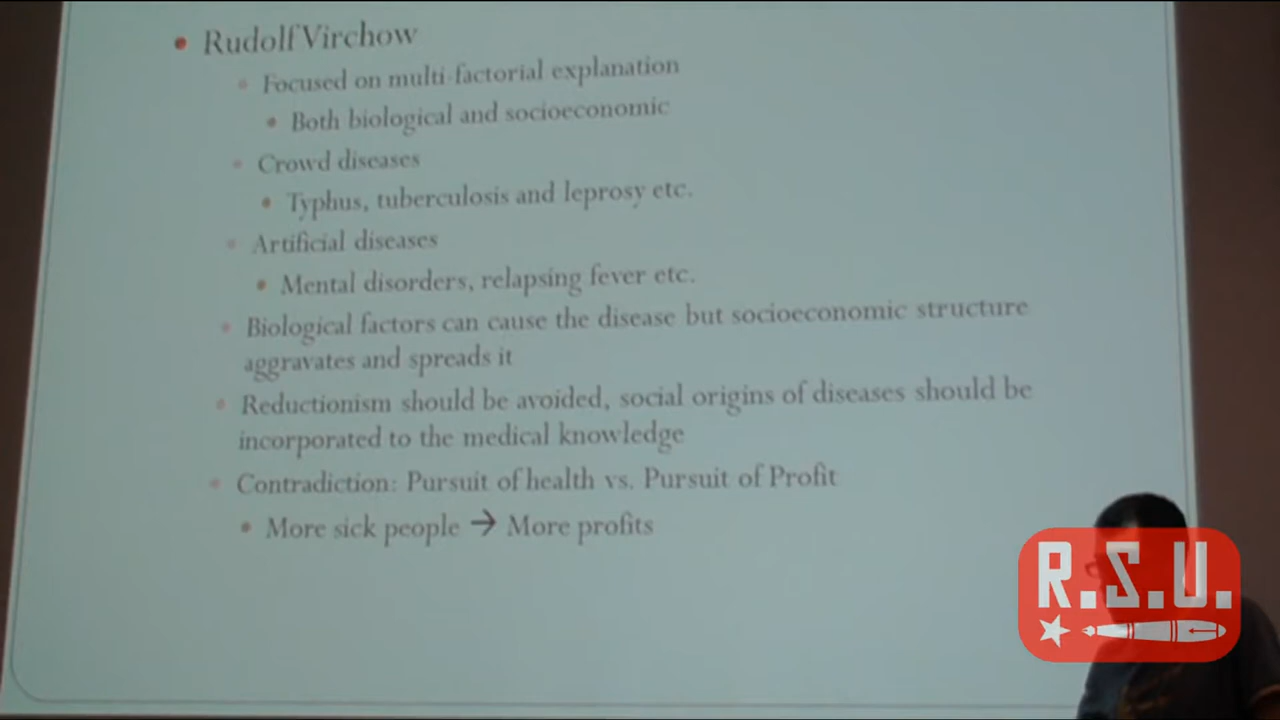 • Rudolf Virchow
• Focused on multi-factorial explanation
• Both biological and socioeconomic
• Crowd diseases
• Typhus, tuberculosis and leprosy etc.
• Artificial diseases
• Mental disorders, relapsing fever etc.
• Biological factors can cause the disease but socioeconomic structure
aggravates and spreads it
• Reductionism should be avoided, social origins of diseases should be
incorporated to the medical knowledge
• Contradiction: Pursuit of health vs. Pursuit of Profit
• More sick people → More profits
R.S.U.